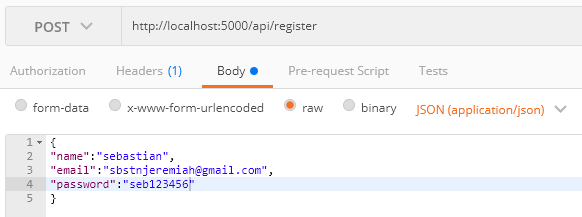 POST http://localhost:5000/api/register
Authorization Headers (1) Body Pre-request Script Tests
form-data x-www-form-urlencoded raw binary JSON (application/json)
1 {
2 "name":"sebastian",
3 "email":"sbstnjeremiah@gmail.com",
4 "password":"seb123456"
5 }